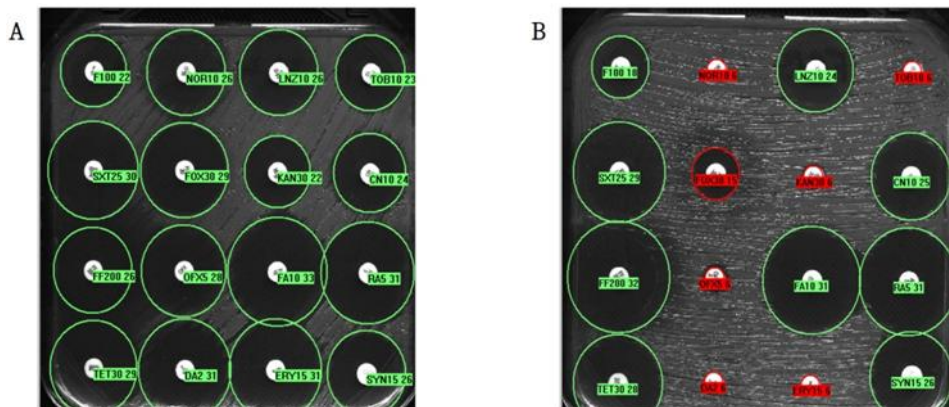 A
B
F100 22
NOR10 26
LNZ10 26
TOB10 23
SXT25 30
FOX30 29
KAN30 22
CN10 24
FF200 26
OFX5 28
FA10 33
RA5 31
TET30 29
DA2 31
ERY15 31
SYN15 26
F100 18
NOR10 6
LNZ10 24
TOB10 6
SXT25 29
FOX30 15
KAN30 6
CN10 25
FF200 32
OFX5 6
FA10 31
RA5 31
TET30 28
DA2 6
ERY15 6
SYN15 26